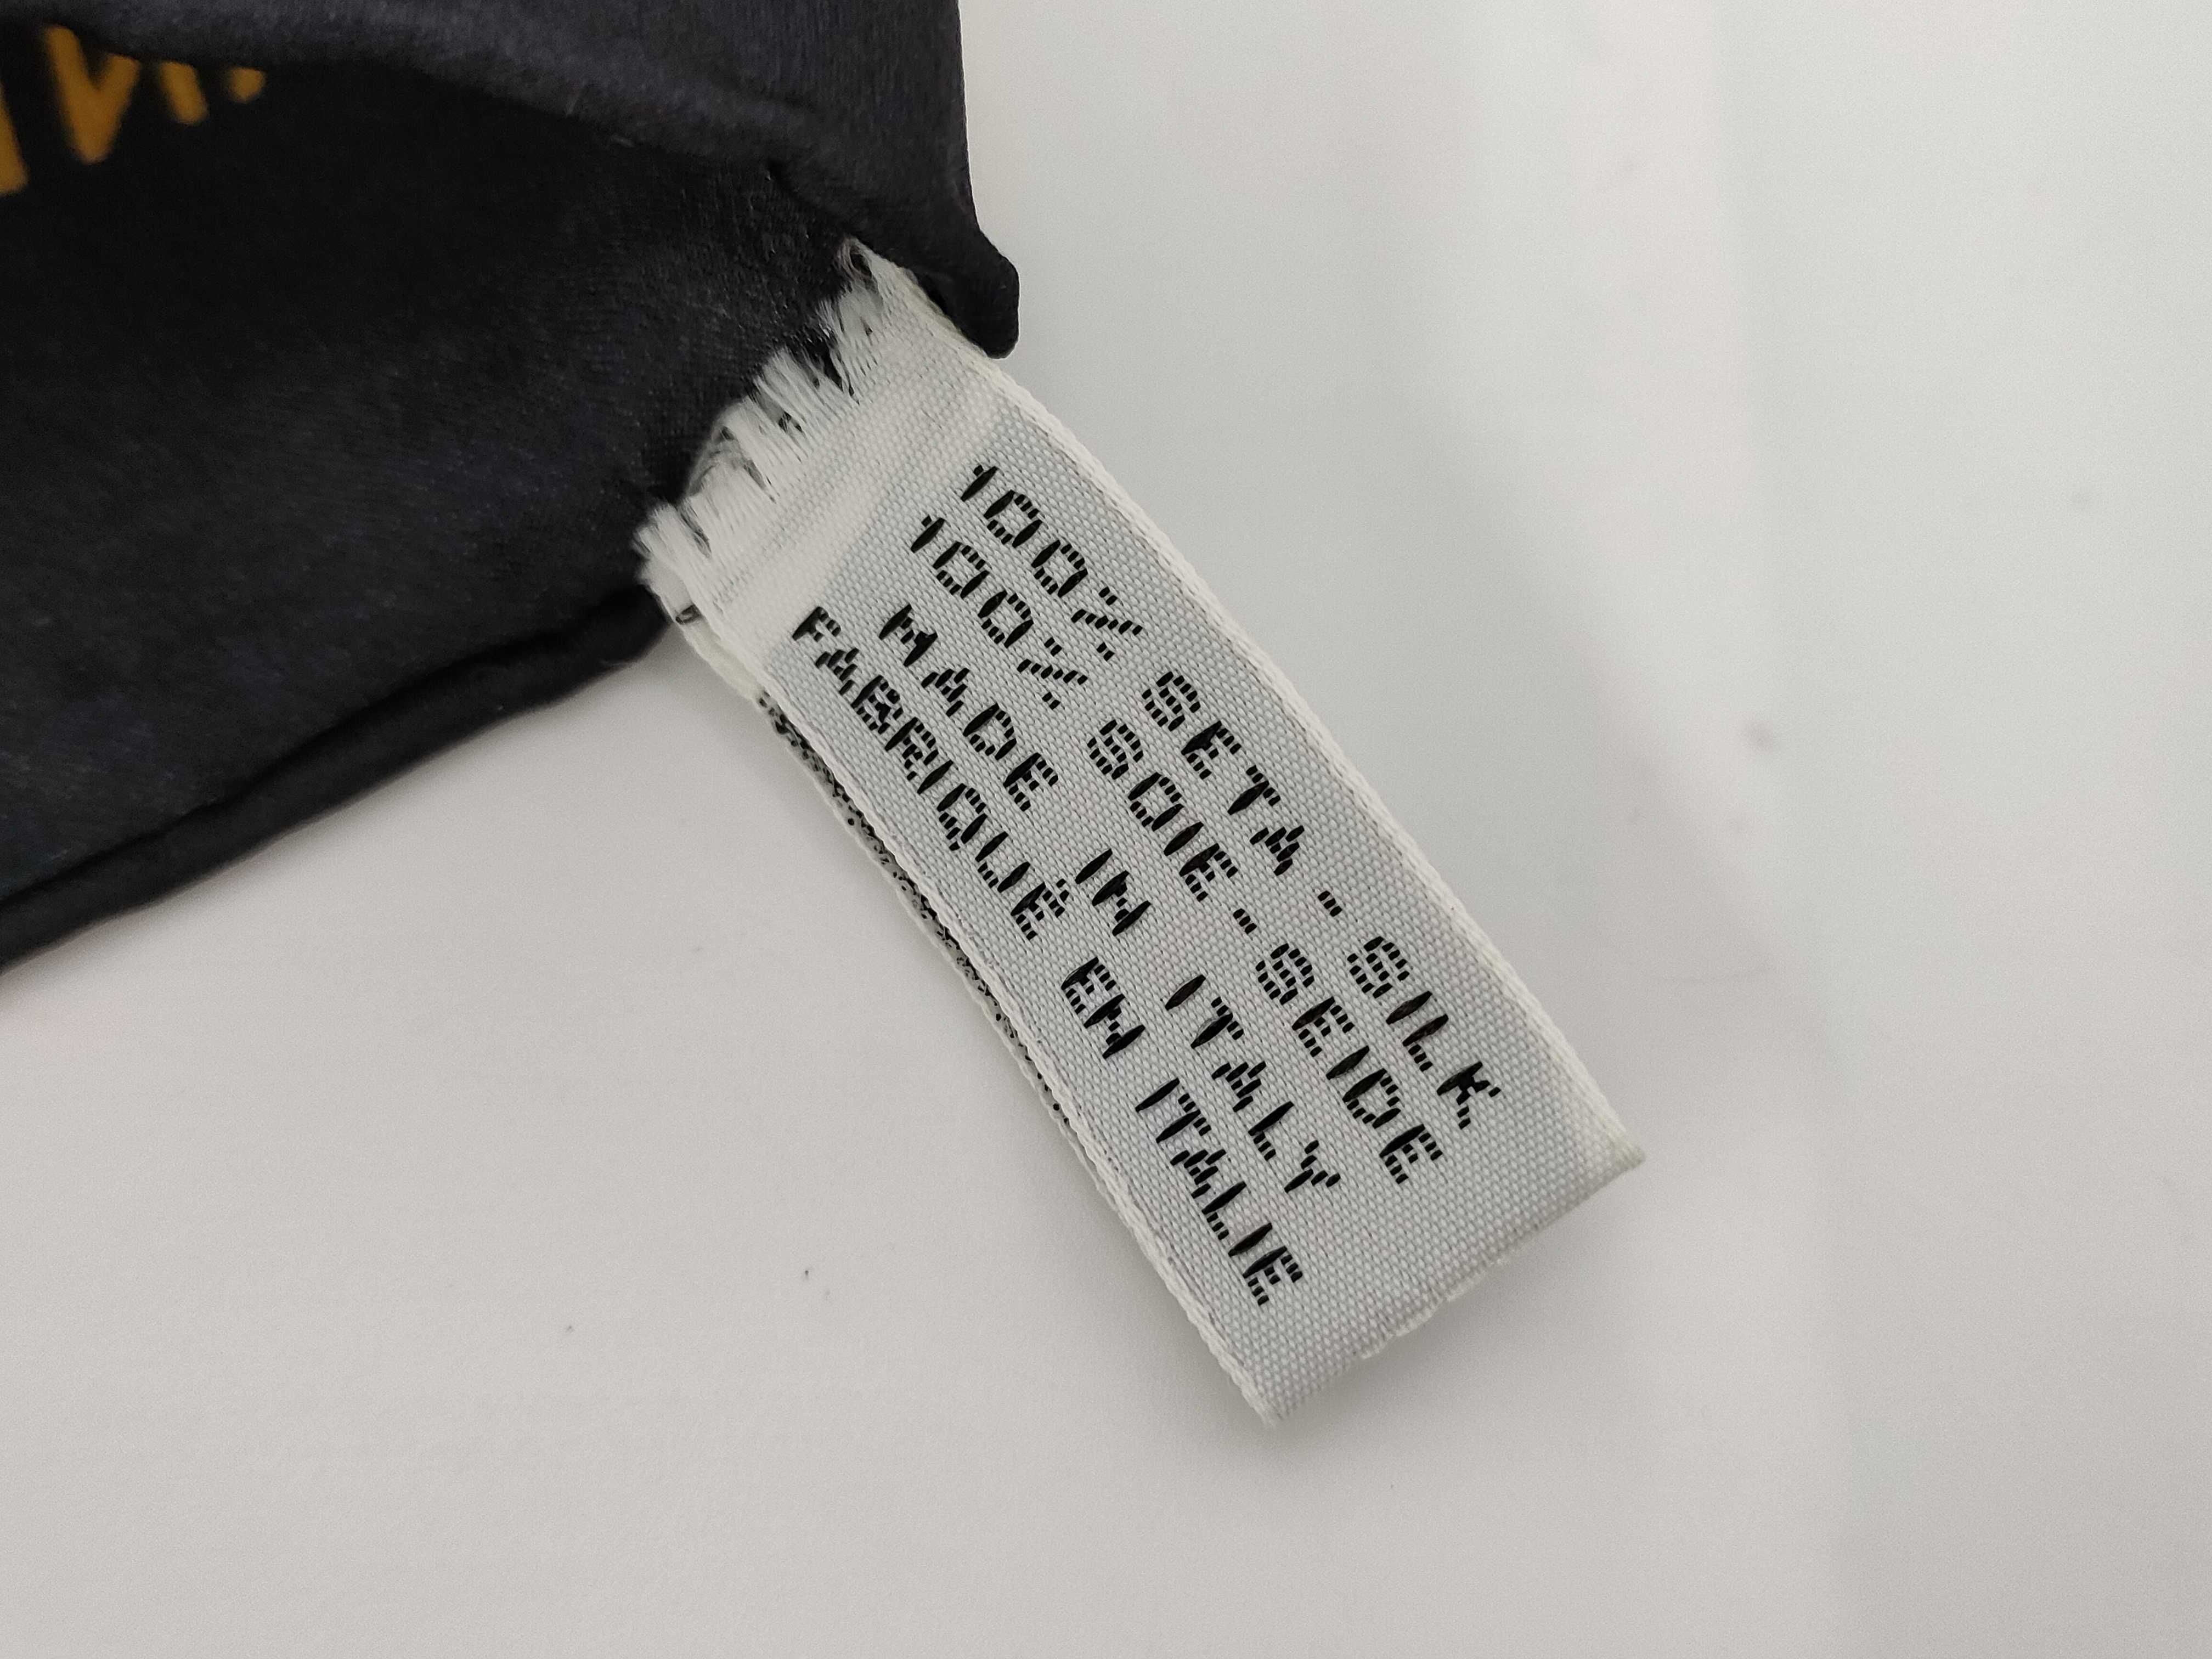 100% SETA - SILK
100% SOIE - SEIDE
MADE IN ITALY
FABRIQUÉ EN ITALIE